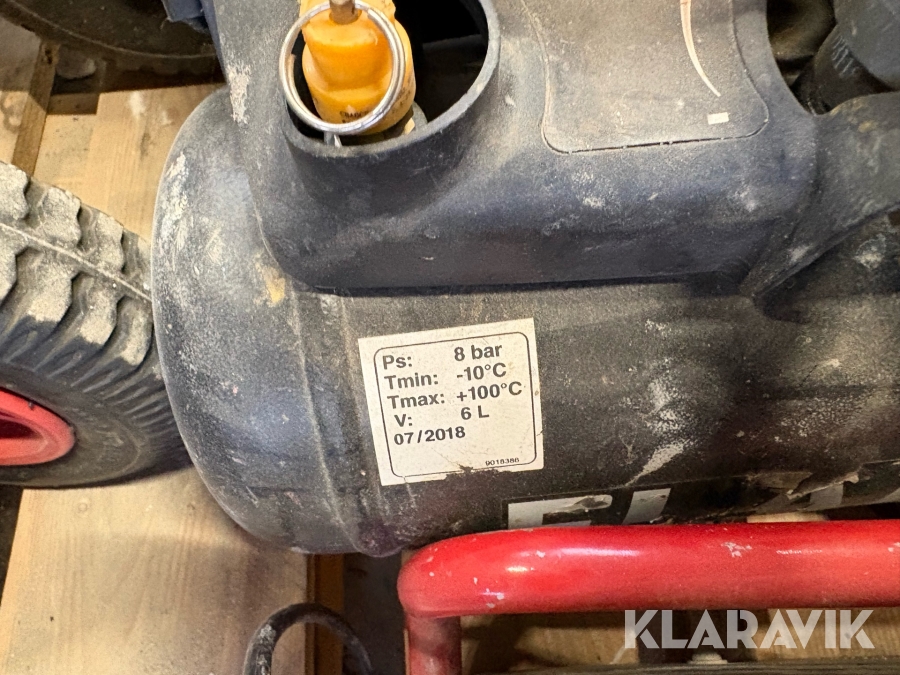 Ps: 8 bar
Tmin: -10°C
Tmax: +100°C
V: 6 L
07/2018
9018386
KLARAVIK